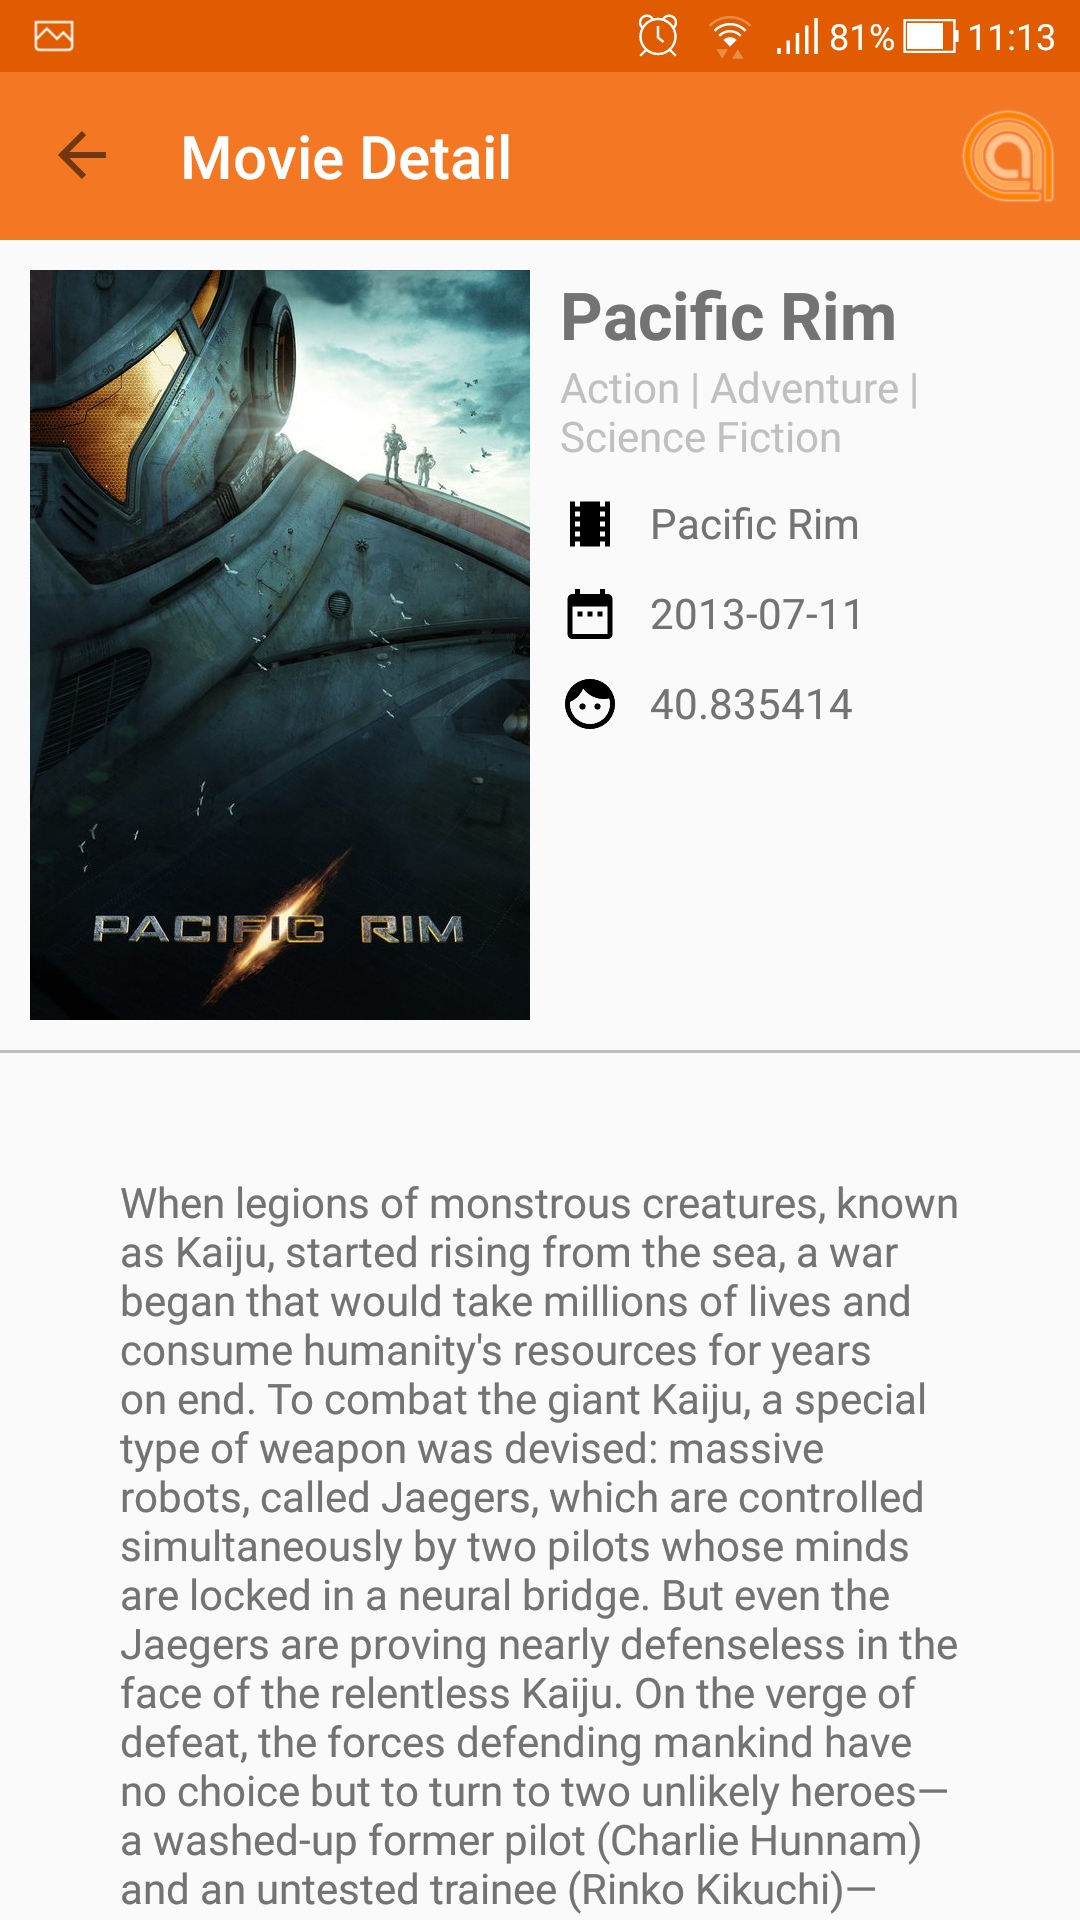 81% 11:13
Movie Detail
Pacific Rim
Action | Adventure |
Science Fiction
Pacific Rim
2013-07-11
40.835414
PACIFIC RIM
When legions of monstrous creatures, known
as Kaiju, started rising from the sea, a war
began that would take millions of lives and
consume humanity's resources for years
on end. To combat the giant Kaiju, a special
type of weapon was devised: massive
robots, called Jaegers, which are controlled
simultaneously by two pilots whose minds
are locked in a neural bridge. But even the
Jaegers are proving nearly defenseless in the
face of the relentless Kaiju. On the verge of
defeat, the forces defending mankind have
no choice but to turn to two unlikely heroes—
a washed-up former pilot (Charlie Hunnam)
and an untested trainee (Rinko Kikuchi)—